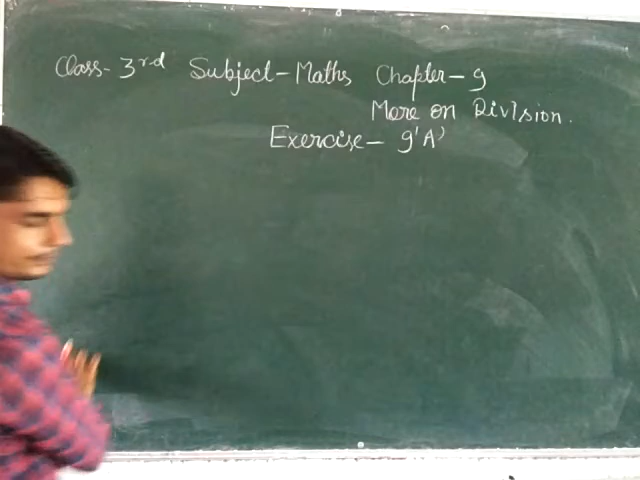 Class-3rd Subject-Maths Chapter-9
More on Division.
Exercise- 9'A'